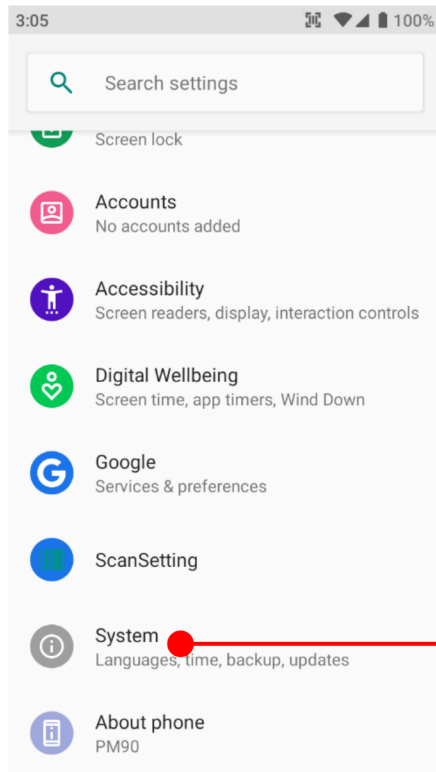 3:05 100%
Search settings
Screen lock
Accounts
No accounts added
Accessibility
Screen readers, display, interaction controls
Digital Wellbeing
Screen time, app timers, Wind Down
Google
Services & preferences
ScanSetting
System
Languages, time, backup, updates
About phone
PM90